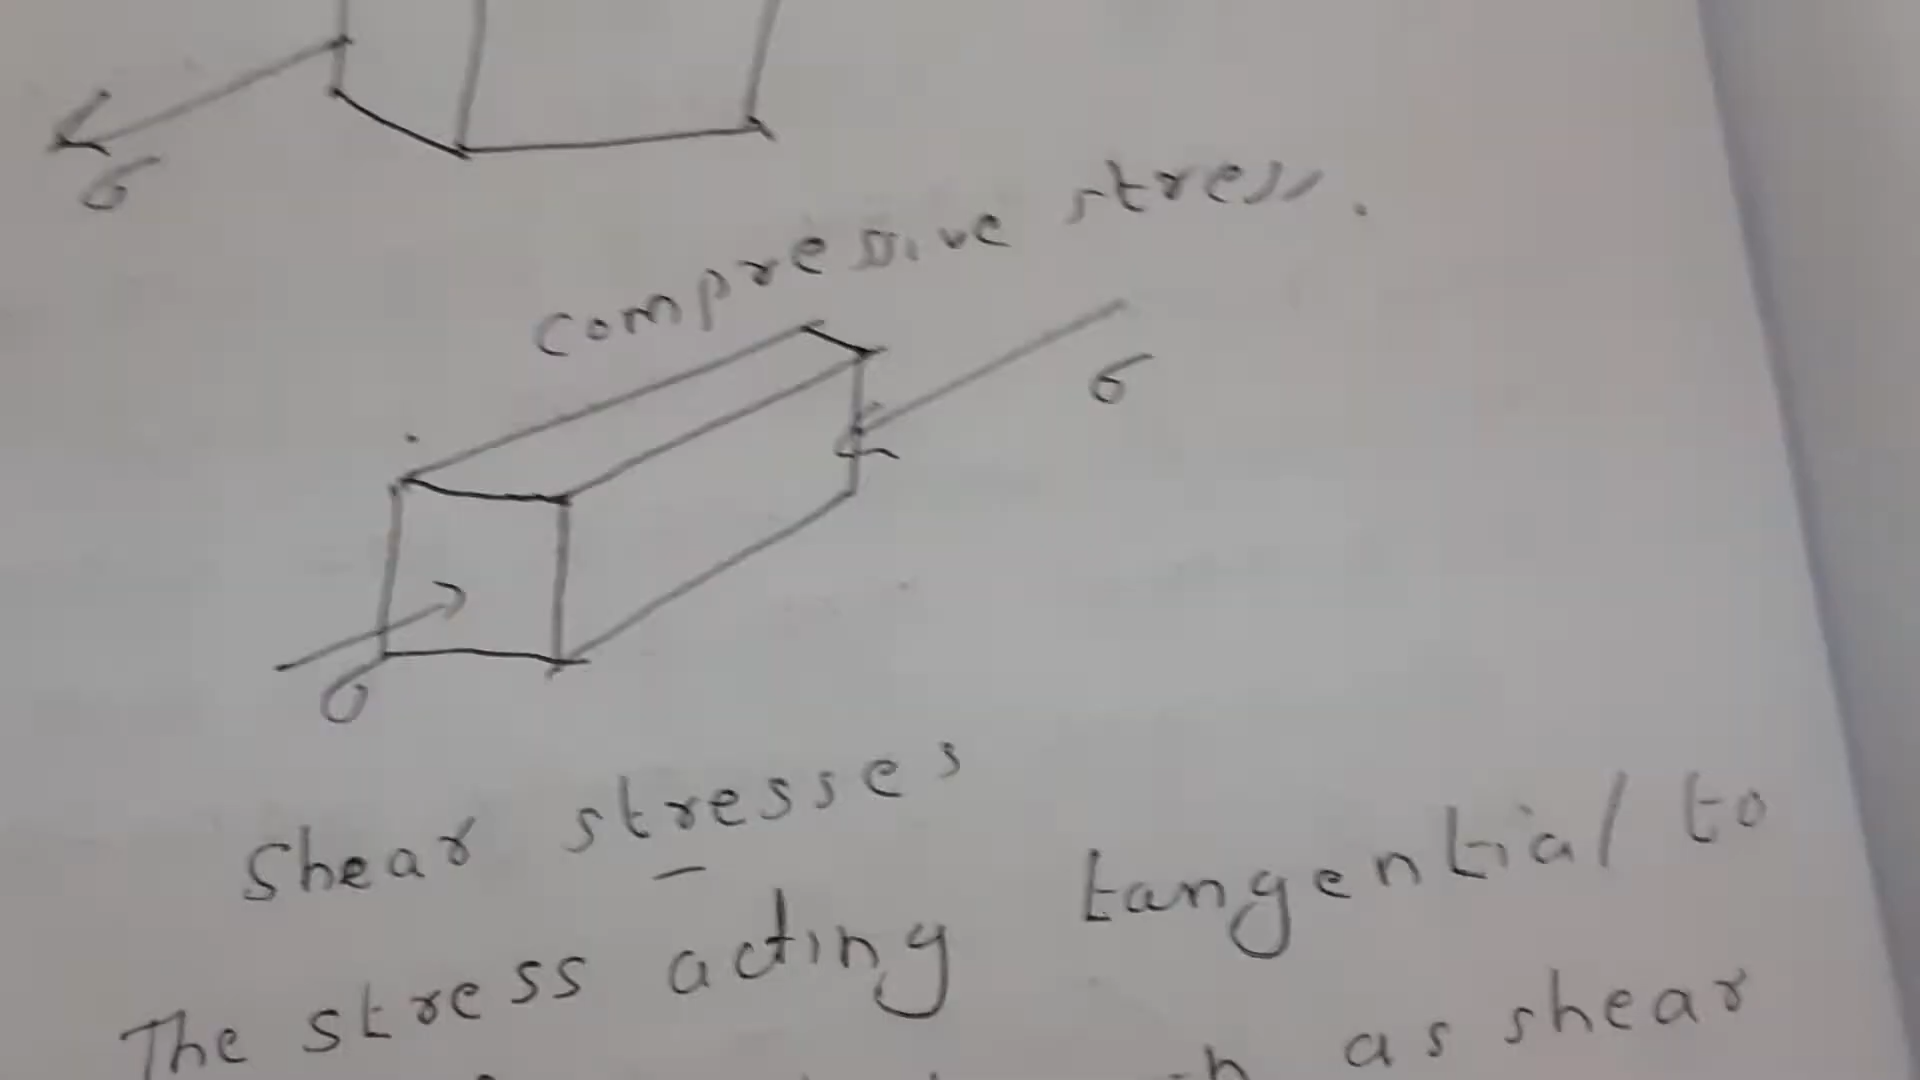 σ
compressive stress.
σ
σ
Shear stresses
The stress acting tangential to
as shear